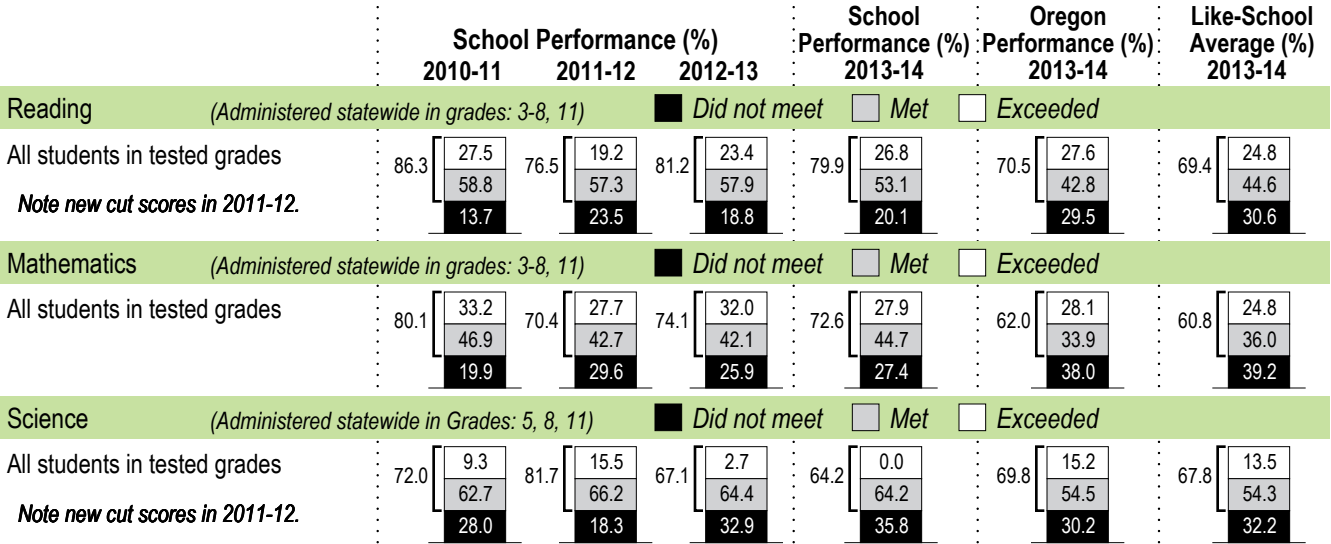 School Performance (%)
School Performance (%) 2013-14
Oregon Performance (%) 2013-14
Like-School Average (%) 2013-14
2010-11 2011-12 2012-13
Reading (Administered statewide in grades: 3-8, 11) Did not meet Met Exceeded
All students in tested grades
Note new cut scores in 2011-12.
86.3 27.5 58.8 13.7
76.5 19.2 57.3 23.5
81.2 23.4 57.9 18.8
79.9 26.8 53.1 20.1
70.5 27.6 42.8 29.5
69.4 24.8 44.6 30.6
Mathematics (Administered statewide in grades: 3-8, 11) Did not meet Met Exceeded
All students in tested grades
80.1 33.2 46.9 19.9
70.4 27.7 42.7 29.6
74.1 32.0 42.1 25.9
72.6 27.9 44.7 27.4
62.0 28.1 33.9 38.0
60.8 24.8 36.0 39.2
Science (Administered statewide in Grades: 5, 8, 11) Did not meet Met Exceeded
All students in tested grades
Note new cut scores in 2011-12.
72.0 9.3 62.7 28.0
81.7 15.5 66.2 18.3
67.1 2.7 64.4 32.9
64.2 0.0 64.2 35.8
69.8 15.2 54.5 30.2
67.8 13.5 54.3 32.2